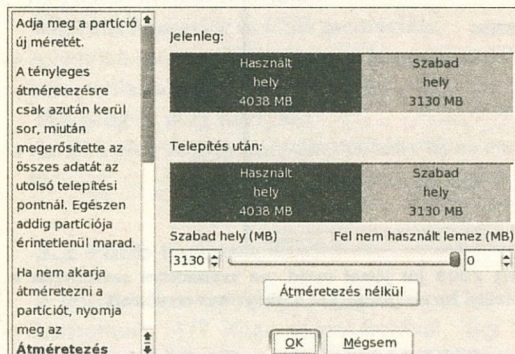 Adja meg a partíció
új méretét.
A tényleges
átméretezésre
csak azután kerül
sor, miután
megerősítette az
összes adatát az
utolsó telepítési
pontnál. Egészen
addig partíciója
érintetlenül marad.
Ha nem akarja
átméretezni a
partíciót, nyomja
meg az
Átméretezés
Jelenleg:
Használt
hely
4038 MB
Szabad
hely
3130 MB
Telepítés után:
Használt
hely
4038 MB
Szabad
hely
3130 MB
Szabad hely (MB)
Fel nem használt lemez (MB)
3130
0
Átméretezés nélkül
OK
Mégsem